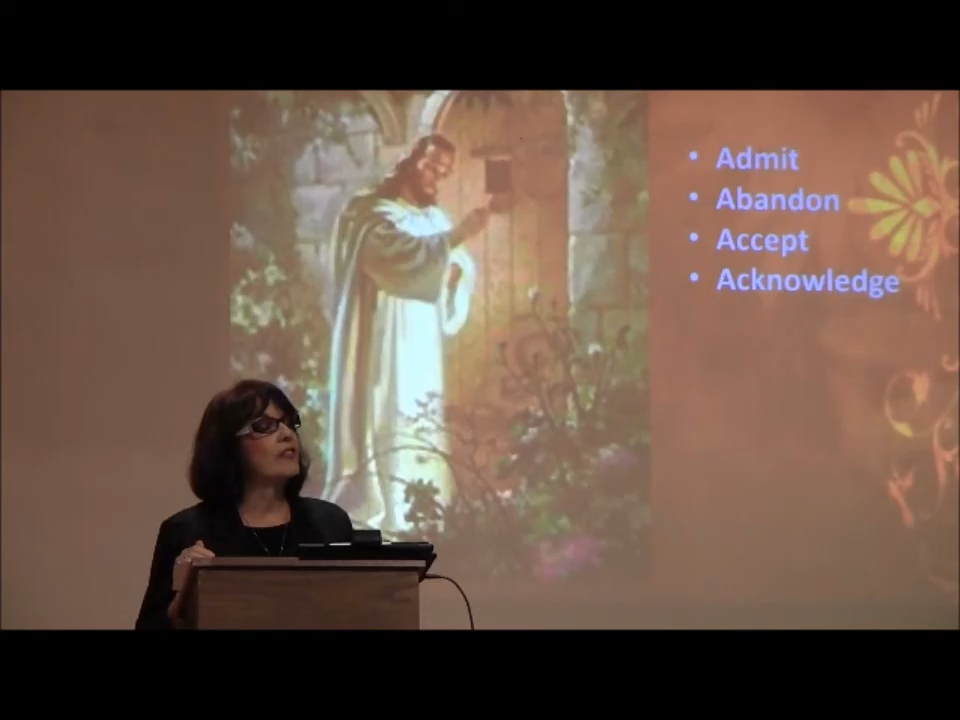 • Admit
• Abandon
• Accept
• Acknowledge